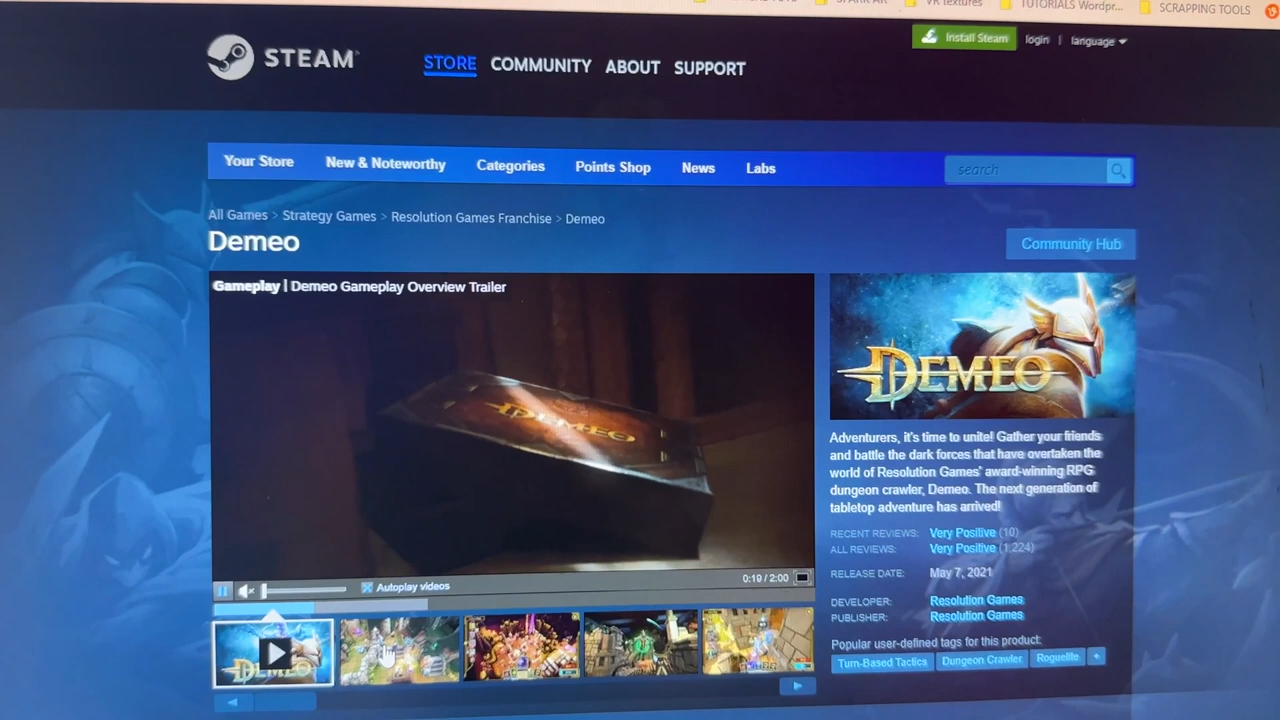 VR textures
TUTORIALS Wordpr...
SCRAPPING TOOLS
STEAM
STORE
COMMUNITY
ABOUT
SUPPORT
Install Steam
login | language
Your Store
New & Noteworthy
Categories
Points Shop
News
Labs
search
All Games > Strategy Games > Resolution Games Franchise > Demeo
Demeo
Community Hub
Gameplay | Demeo Gameplay Overview Trailer
DEMEO
DEMEO
Adventurers, it's time to unite! Gather your friends
and battle the dark forces that have overtaken the
world of Resolution Games' award-winning RPG
dungeon crawler, Demeo. The next generation of
tabletop adventure has arrived!
RECENT REVIEWS: Very Positive (10)
ALL REVIEWS: Very Positive (1,224)
RELEASE DATE: May 7, 2021
DEVELOPER: Resolution Games
PUBLISHER: Resolution Games
Popular user-defined tags for this product:
Turn-Based Tactics
Dungeon Crawler
Roguelite
+
Autoplay videos
0:19 / 2:00
DEMEO